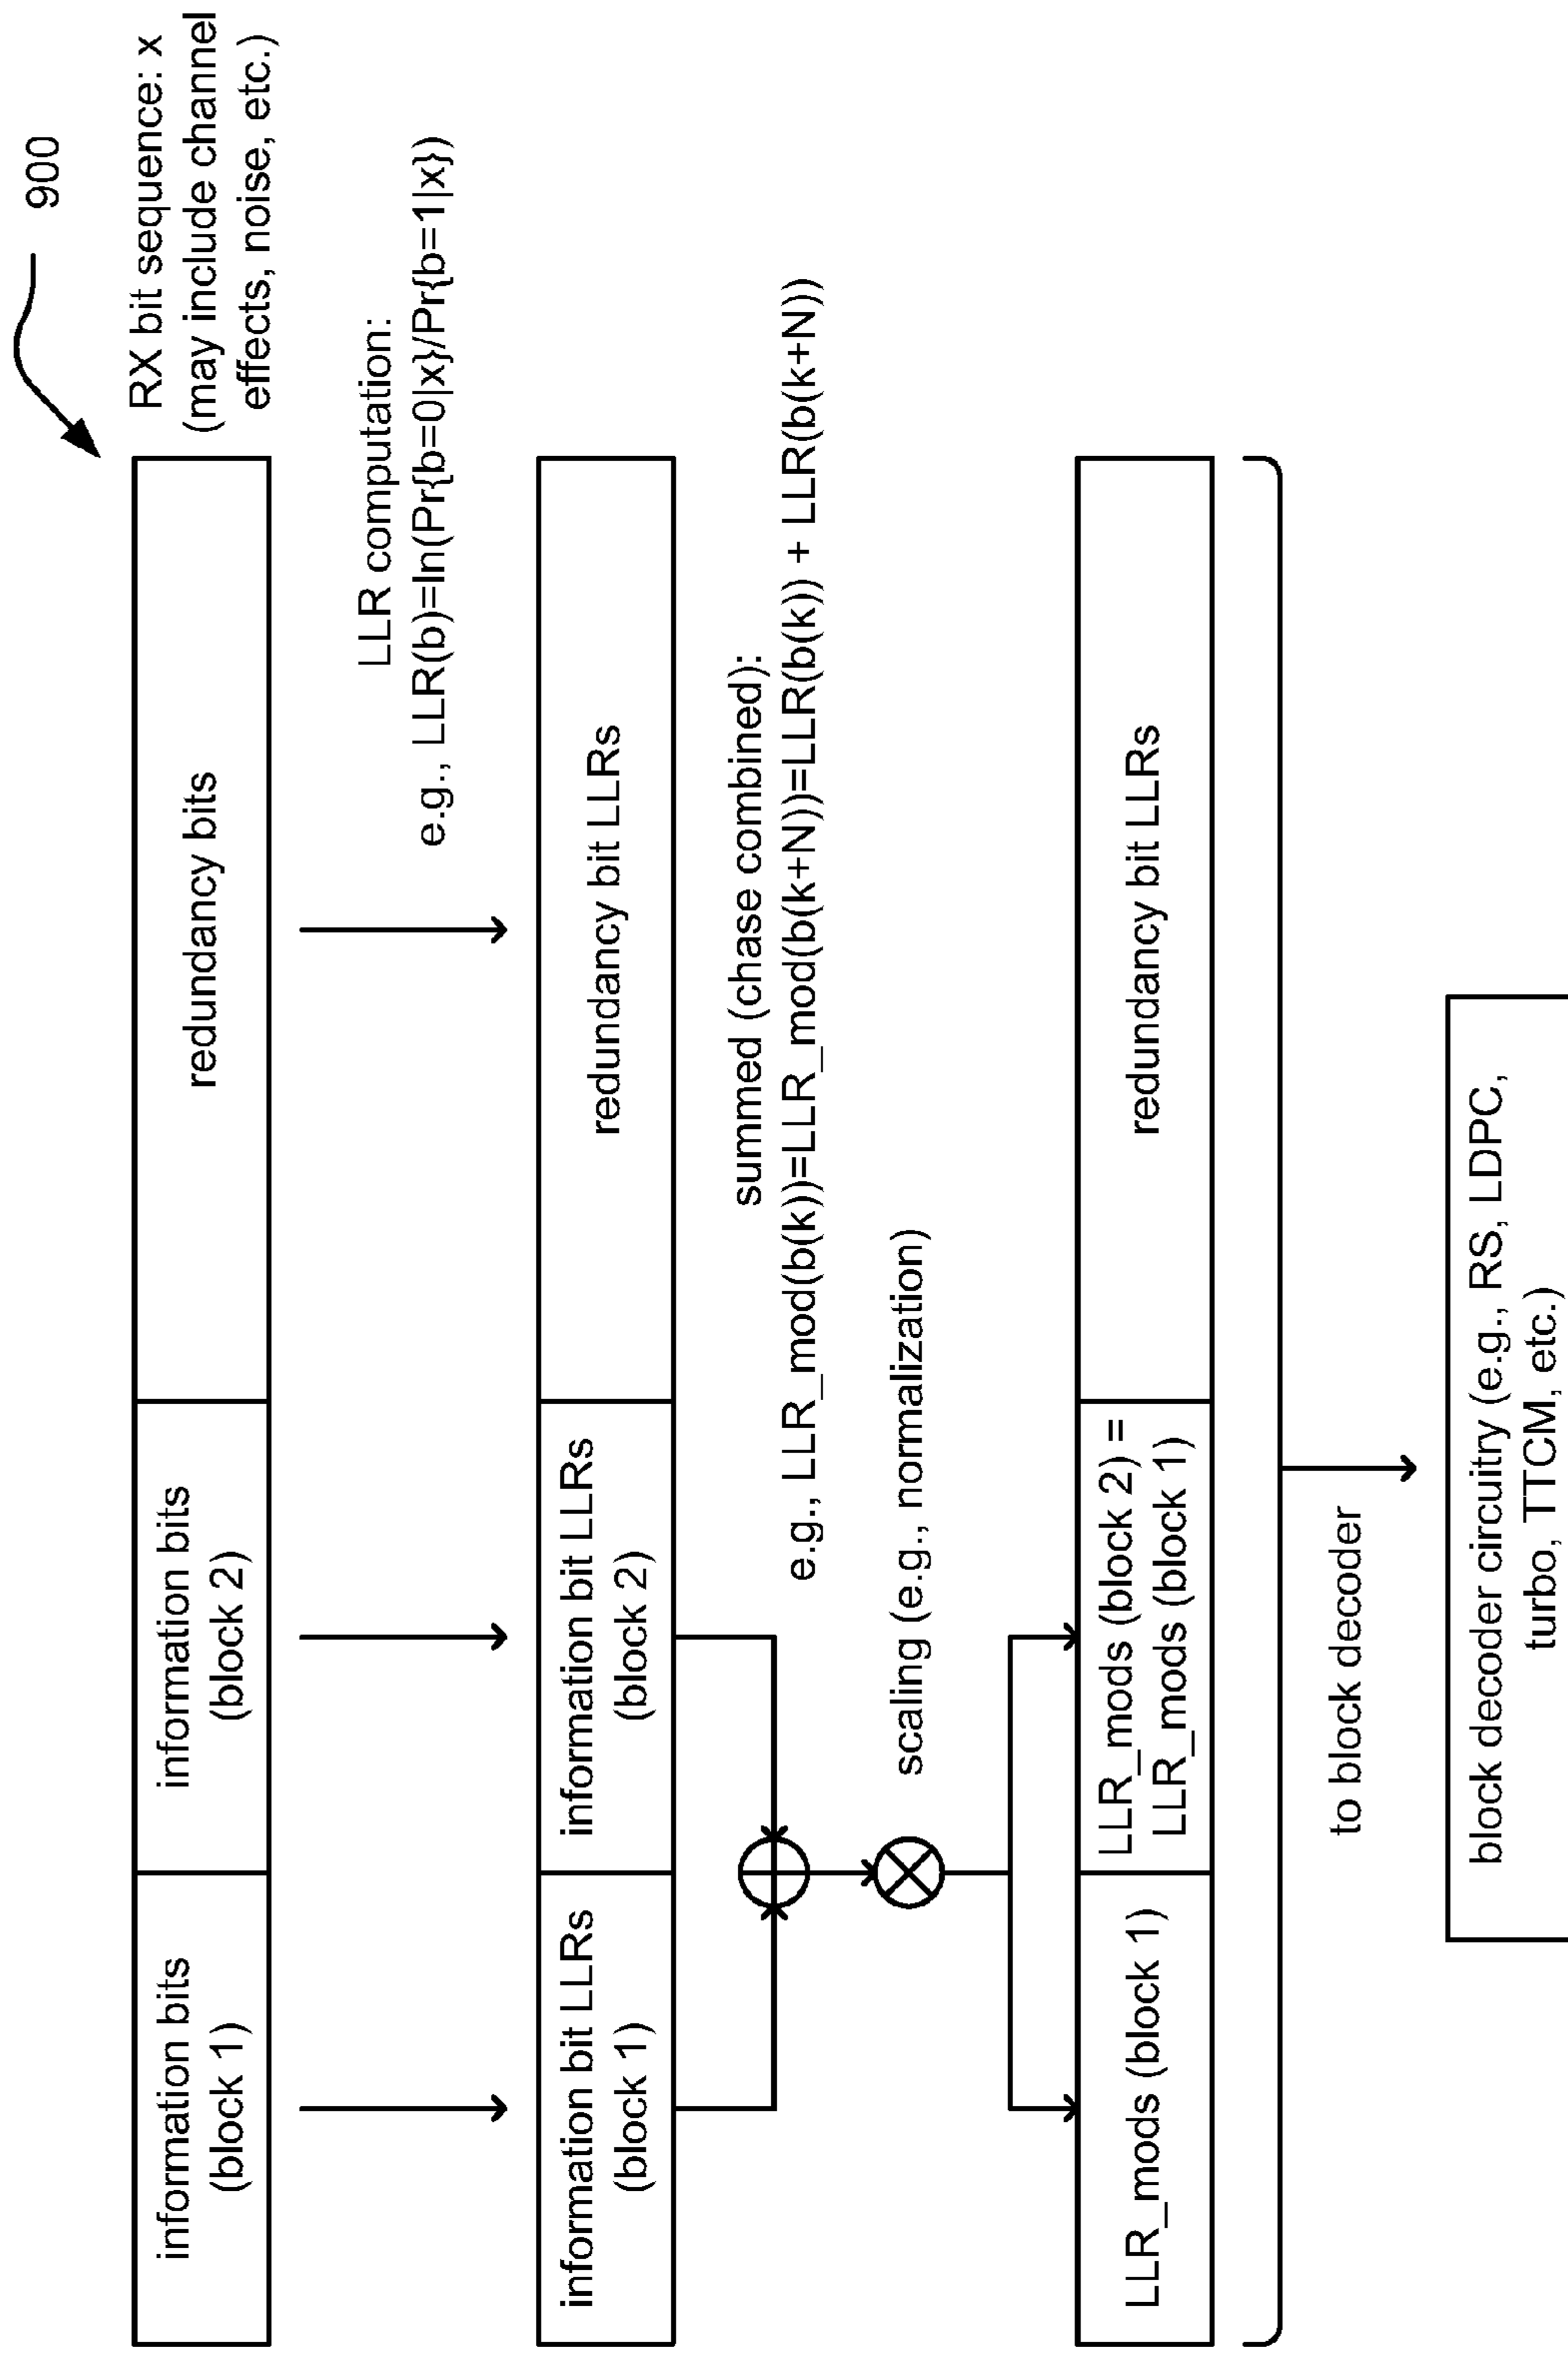 900
RX bit sequence: x
(may include channel
effects, noise, etc.)
information bits
(block 1)
information bits
(block 2)
redundancy bits
LLR computation:
e.g., LLR(b)=ln(Pr{b=0|x}/Pr{b=1|x})
information bit LLRs
(block 1)
information bit LLRs
(block 2)
redundancy bit LLRs
summed (chase combined):
e.g., LLR_mod(b(k))=LLR_mod(b(k+N))=LLR(b(k)) + LLR(b(k+N))
scaling (e.g., normalization)
LLR_mods (block 1)
LLR_mods (block 2) =
LLR_mods (block 1)
redundancy bit LLRs
to block decoder
block decoder circuitry (e.g., RS, LDPC,
turbo, TTCM, etc.)